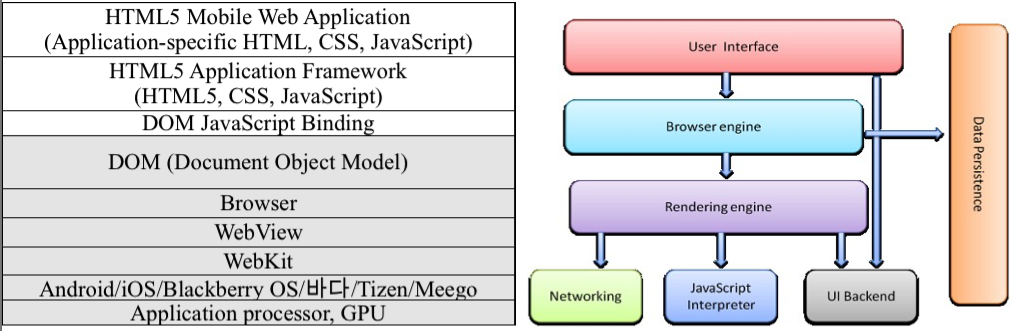 HTML5 Mobile Web Application
(Application-specific HTML, CSS, JavaScript)
HTML5 Application Framework
(HTML5, CSS, JavaScript)
DOM JavaScript Binding
DOM (Document Object Model)
Browser
WebView
WebKit
Android/iOS/Blackberry OS/바다/Tizen/Meego
Application processor, GPU
User Interface
Browser engine
Rendering engine
Networking
JavaScript
Interpreter
UI Backend
Data Persistence